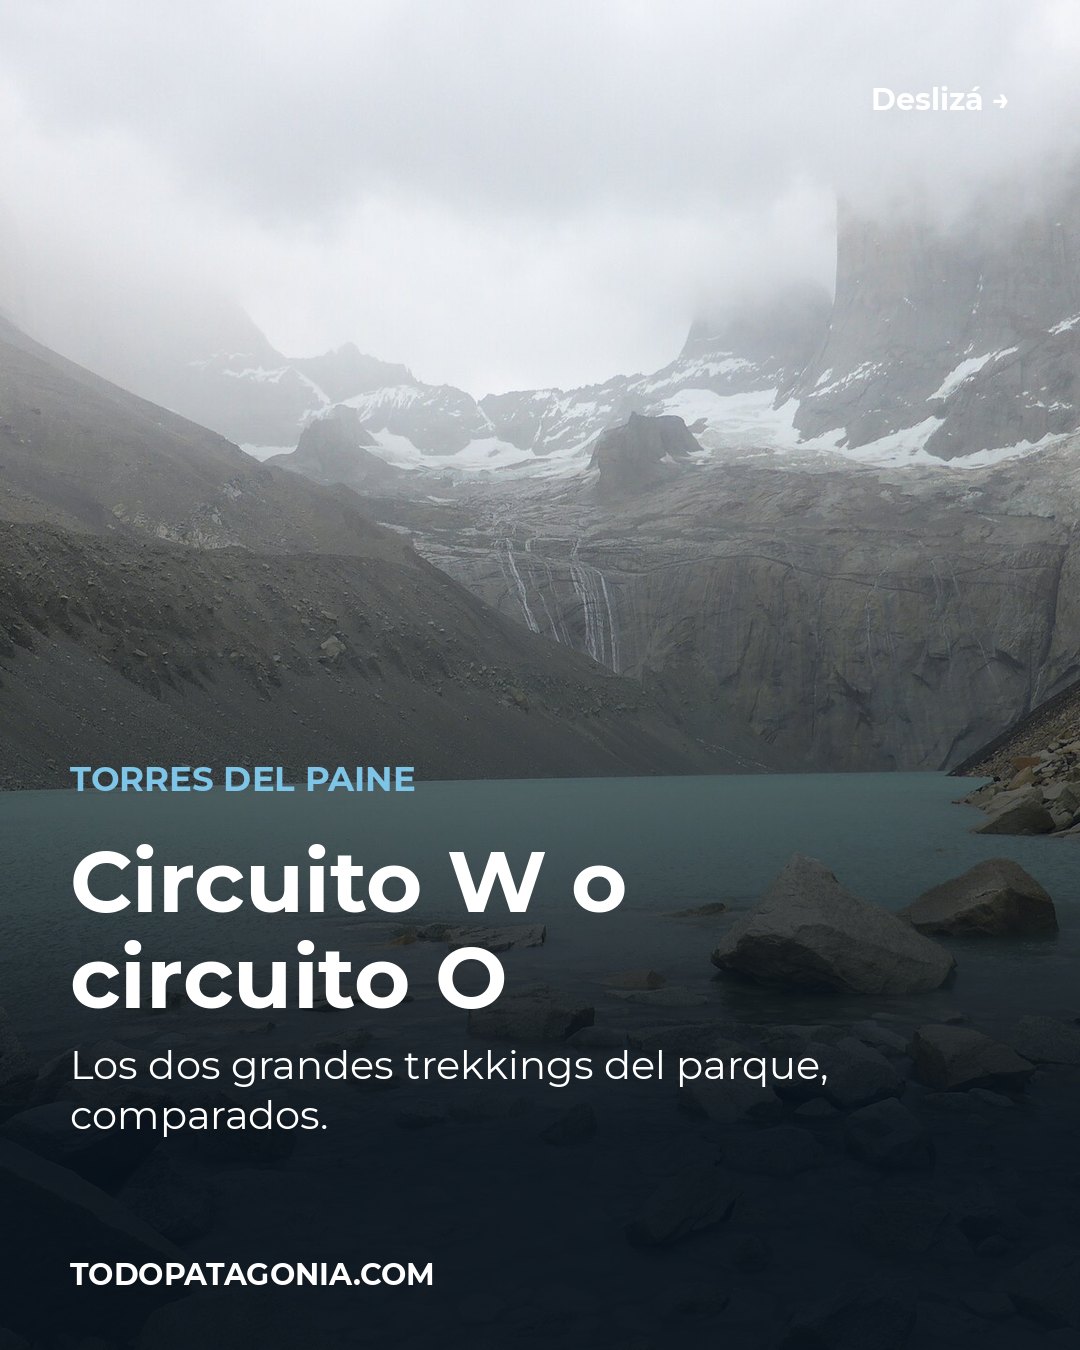 Deslizá →
TORRES DEL PAINE
Circuito W o
circuito O
Los dos grandes trekkings del parque,
comparados.
TODOPATAGONIA.COM